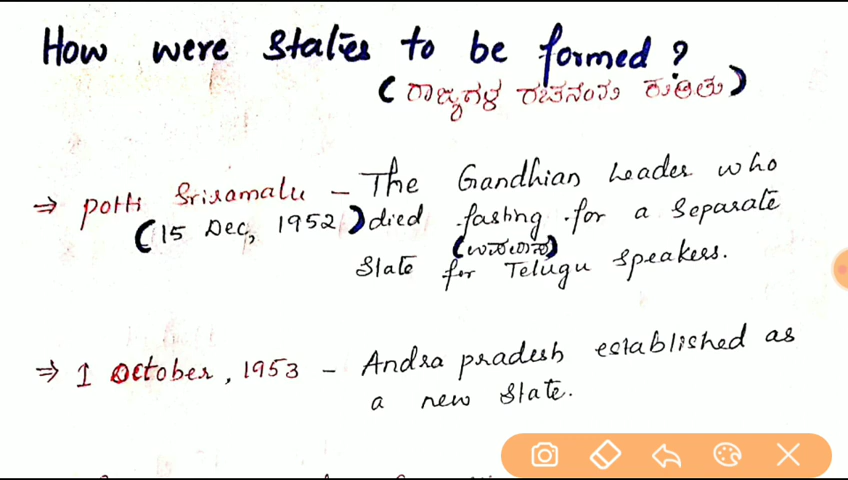 How were States to be formed?
(ರಾಜ್ಯಗಳ ರಚನೆಯ ಕುರಿತು)
⇒ potti Sriramalu – The Gandhian leader who
(15 Dec, 1952) died fasting for a Separate
(ಉಪವಾಸ)
State for Telugu Speakers.
⇒ 1 October, 1953 – Andra pradesh established as
a new State.